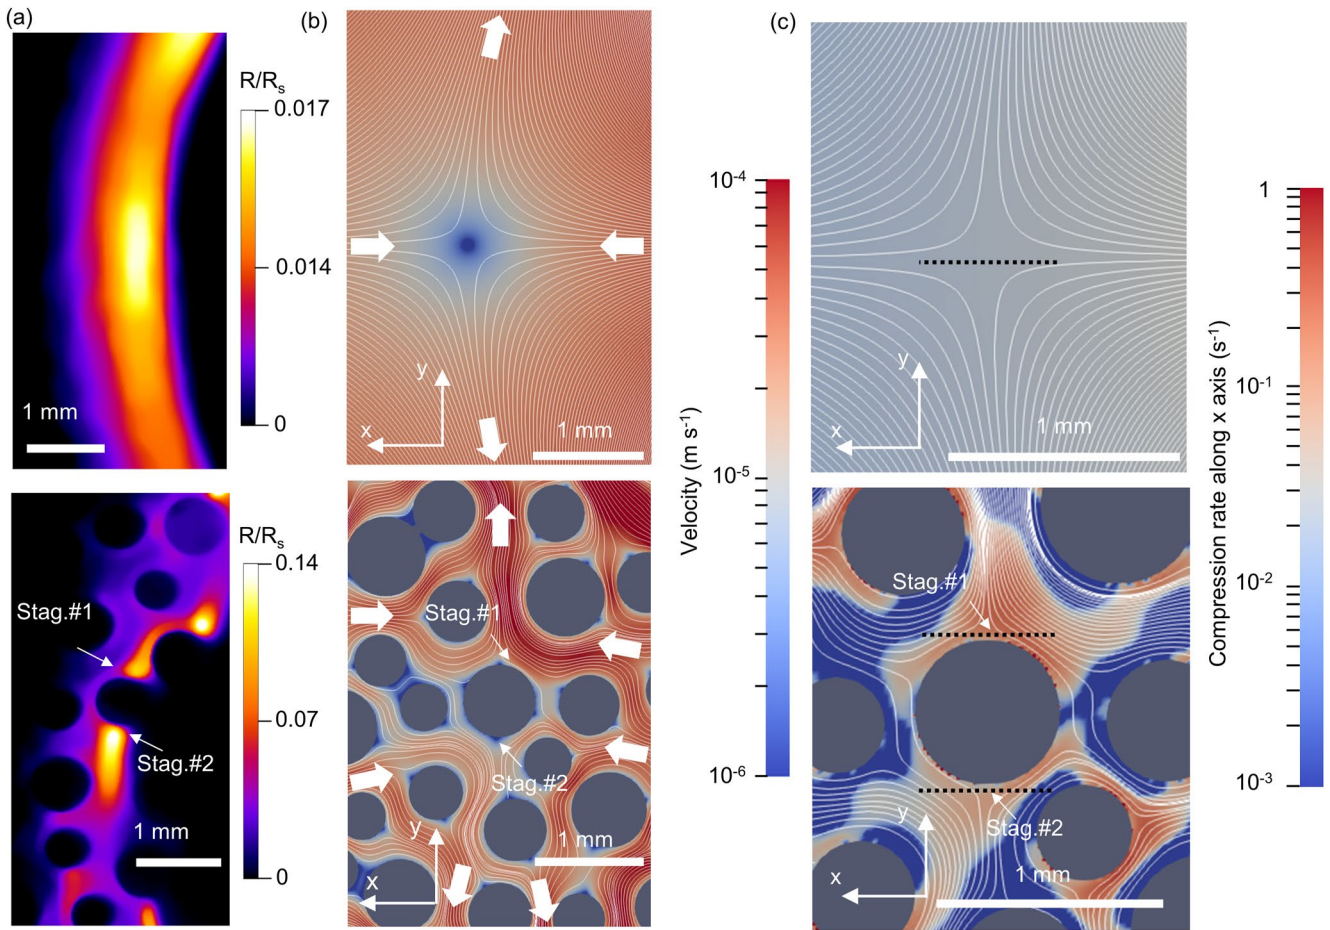 (a)
R/Rₛ
0.017
0.014
0
1 mm
R/Rₛ
0.14
0.07
0
Stag.#1
Stag.#2
1 mm
(b)
y
x
1 mm
Stag.#1
Stag.#2
y
x
1 mm
10⁻⁴
10⁻⁵
10⁻⁶
Velocity (m s⁻¹)
(c)
y
x
1 mm
Stag.#1
Stag.#2
y
x
1 mm
1
10⁻¹
10⁻²
10⁻³
Compression rate along x axis (s⁻¹)